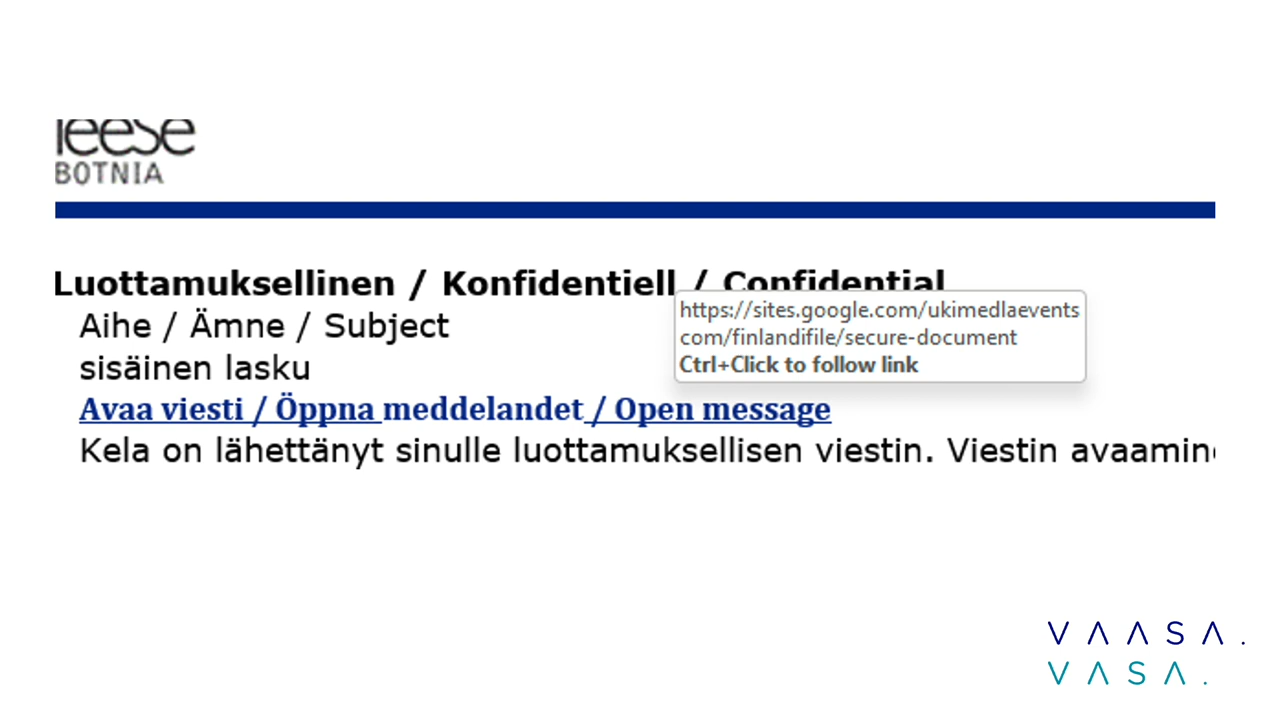 BOTNIA
Luottamuksellinen / Konfidentiell / Confidential
https://sites.google.com/ukimedlaevents
com/finlandifile/secure-document
Ctrl+Click to follow link
Aihe / Ämne / Subject
sisäinen lasku
Avaa viesti / Öppna meddelandet / Open message
Kela on lähettänyt sinulle luottamuksellisen viestin. Viestin
VAASA.
VASA.